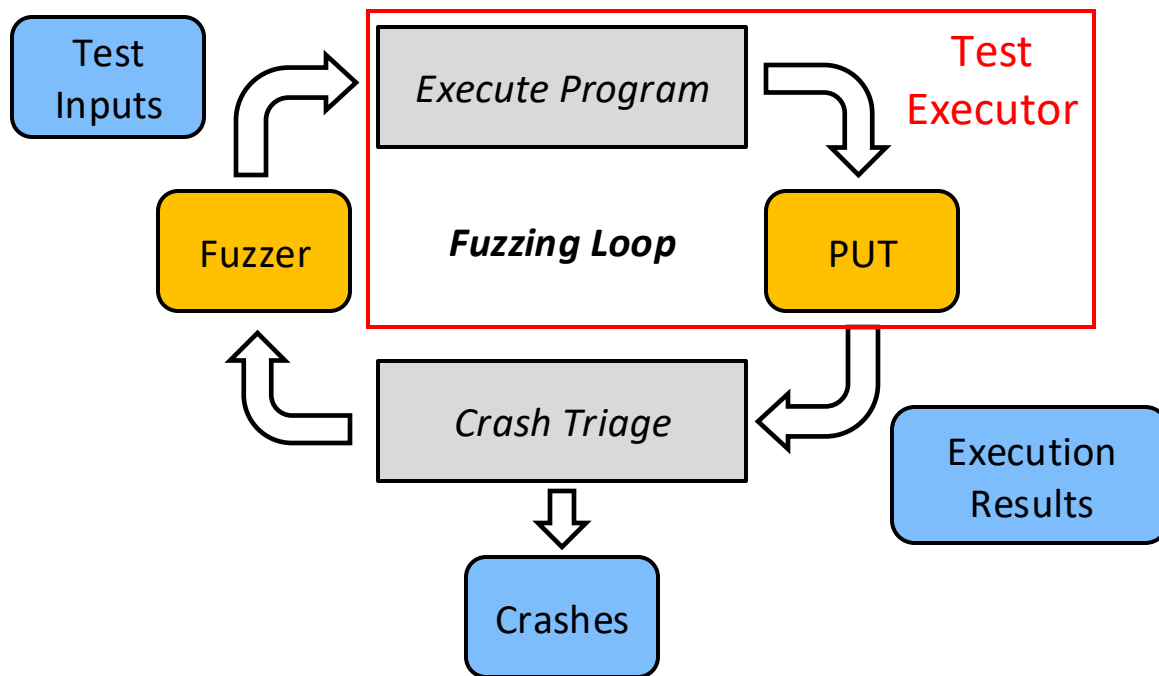 Test
Inputs
Execute Program
Test
Executor
Fuzzer
Fuzzing Loop
PUT
Crash Triage
Execution
Results
Crashes